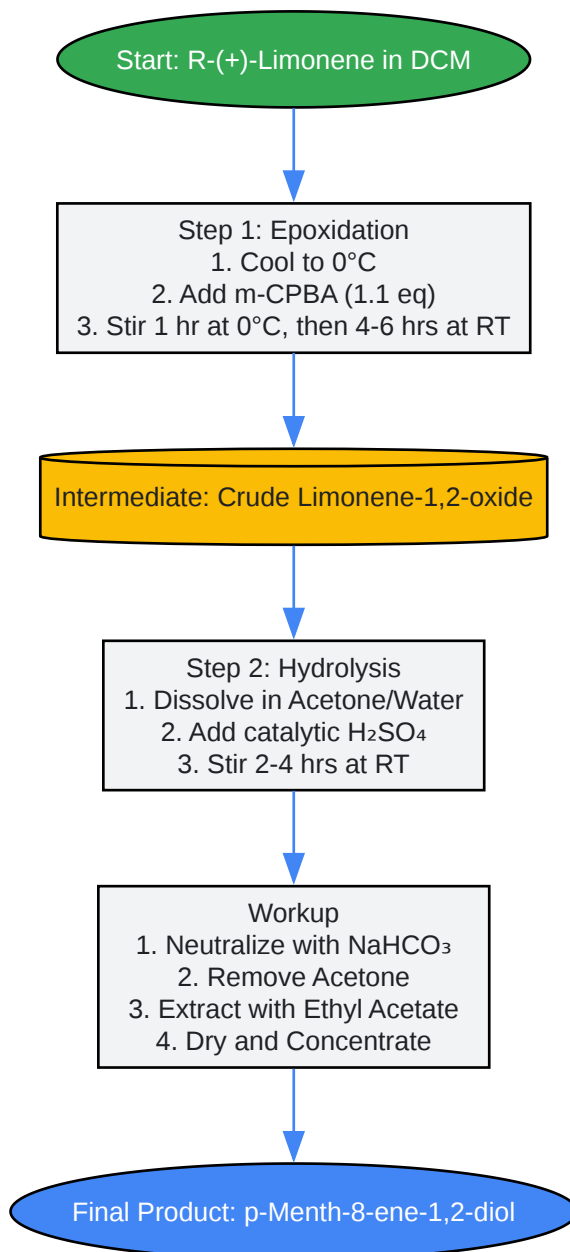 Start: R-(+)-Limonene in DCM
Step 1: Epoxidation
1. Cool to 0°C
2. Add m-CPBA (1.1 eq)
3. Stir 1 hr at 0°C, then 4-6 hrs at RT
Intermediate: Crude Limonene-1,2-oxide
Step 2: Hydrolysis
1. Dissolve in Acetone/Water
2. Add catalytic H₂SO₄
3. Stir 2-4 hrs at RT
Workup
1. Neutralize with NaHCO₃
2. Remove Acetone
3. Extract with Ethyl Acetate
4. Dry and Concentrate
Final Product: p-Menth-8-ene-1,2-diol